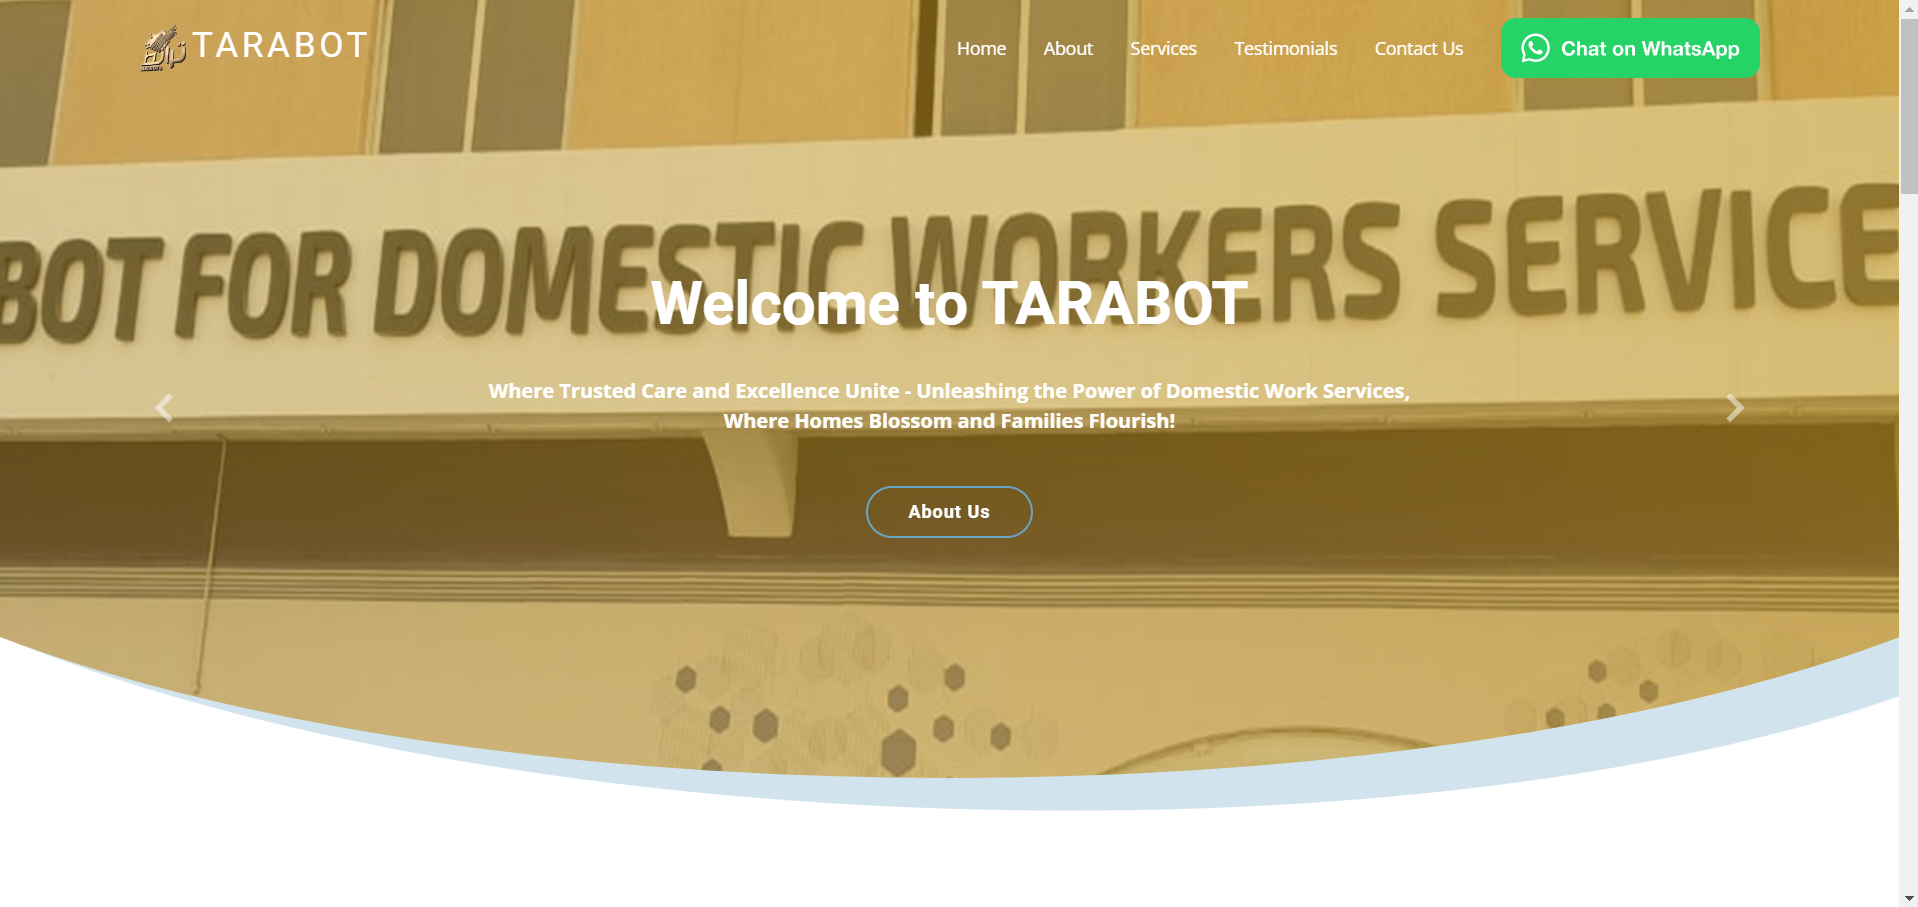 TARABOT
Home
About
Services
Testimonials
Contact Us
Chat on WhatsApp
BOT FOR DOMESTIC WORKERS SERVICE
Welcome to TARABOT
Where Trusted Care and Excellence Unite - Unleashing the Power of Domestic Work Services,
Where Homes Blossom and Families Flourish!
About Us